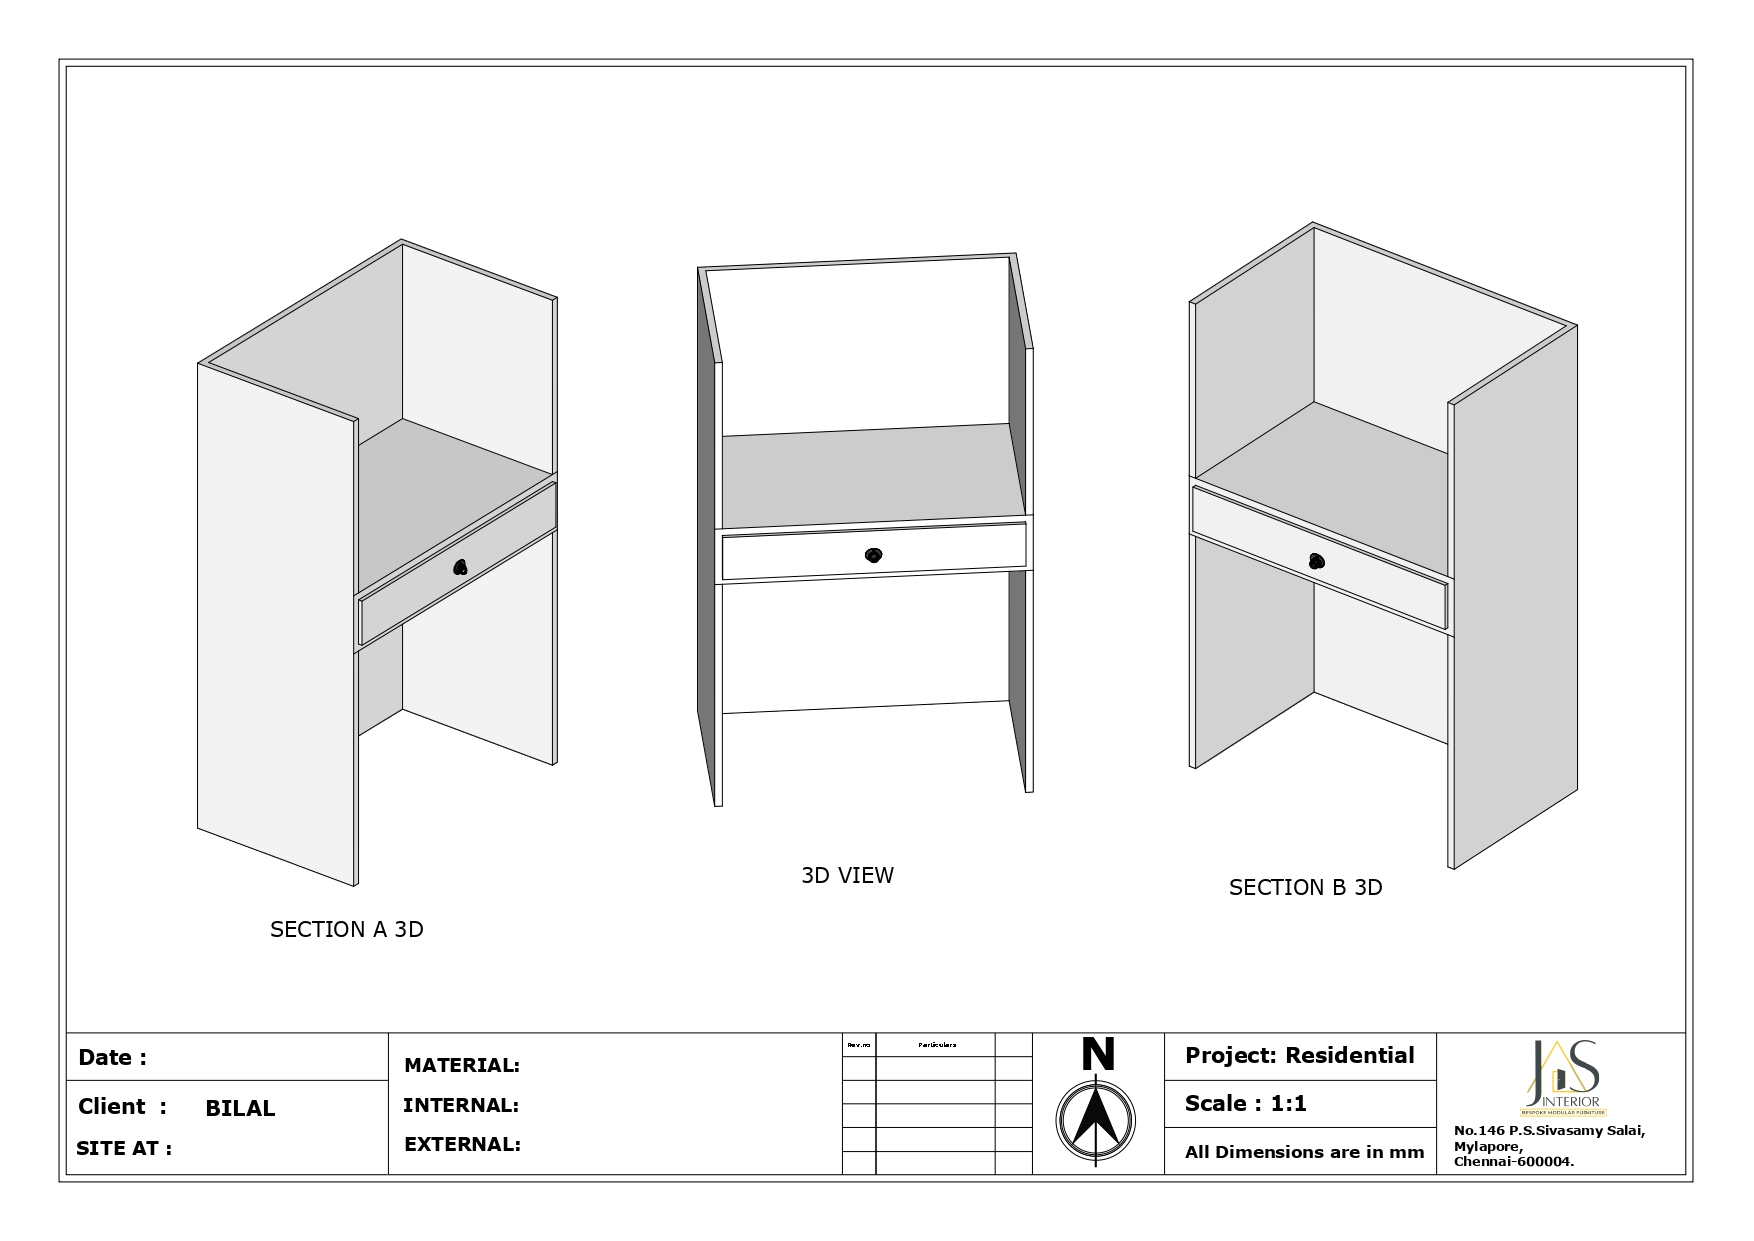 3D VIEW
SECTION B 3D
SECTION A 3D
Date :
Client : BILAL
SITE AT :
MATERIAL:
INTERNAL:
EXTERNAL:
Rev.no Particulars
N
Project: Residential
Scale : 1:1
All Dimensions are in mm
JAS
INTERIOR
BESPOKE MODULAR FURNITURE
No.146 P.S.Sivasamy Salai,
Mylapore,
Chennai-600004.